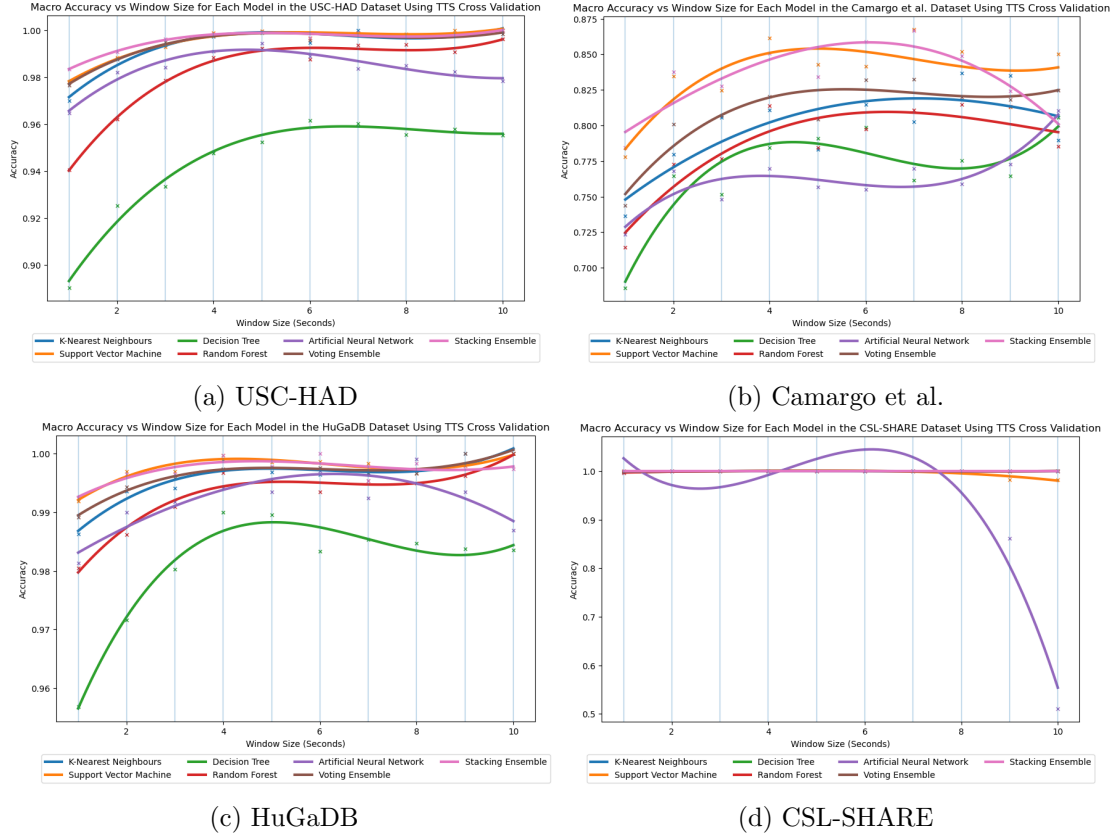 Macro Accuracy vs Window Size for Each Model in the USC-HAD Dataset Using TTS Cross Validation
1.00
0.98
0.96
0.94
0.92
0.90
Accuracy
2
4
6
8
10
Window Size (Seconds)
K-Nearest Neighbours
Decision Tree
Artificial Neural Network
Stacking Ensemble
Support Vector Machine
Random Forest
Voting Ensemble
(a) USC-HAD
Macro Accuracy vs Window Size for Each Model in the Camargo et al. Dataset Using TTS Cross Validation
0.875
0.850
0.825
0.800
0.775
0.750
0.725
0.700
Accuracy
2
4
6
8
10
Window Size (Seconds)
K-Nearest Neighbours
Decision Tree
Artificial Neural Network
Stacking Ensemble
Support Vector Machine
Random Forest
Voting Ensemble
(b) Camargo et al.
Macro Accuracy vs Window Size for Each Model in the HuGaDB Dataset Using TTS Cross Validation
1.00
0.99
0.98
0.97
0.96
Accuracy
2
4
6
8
10
Window Size (Seconds)
K-Nearest Neighbours
Decision Tree
Artificial Neural Network
Stacking Ensemble
Support Vector Machine
Random Forest
Voting Ensemble
(c) HuGaDB
Macro Accuracy vs Window Size for Each Model in the CSL-SHARE Dataset Using TTS Cross Validation
1.0
0.9
0.8
0.7
0.6
0.5
Accuracy
2
4
6
8
10
Window Size (Seconds)
K-Nearest Neighbours
Decision Tree
Artificial Neural Network
Stacking Ensemble
Support Vector Machine
Random Forest
Voting Ensemble
(d) CSL-SHARE